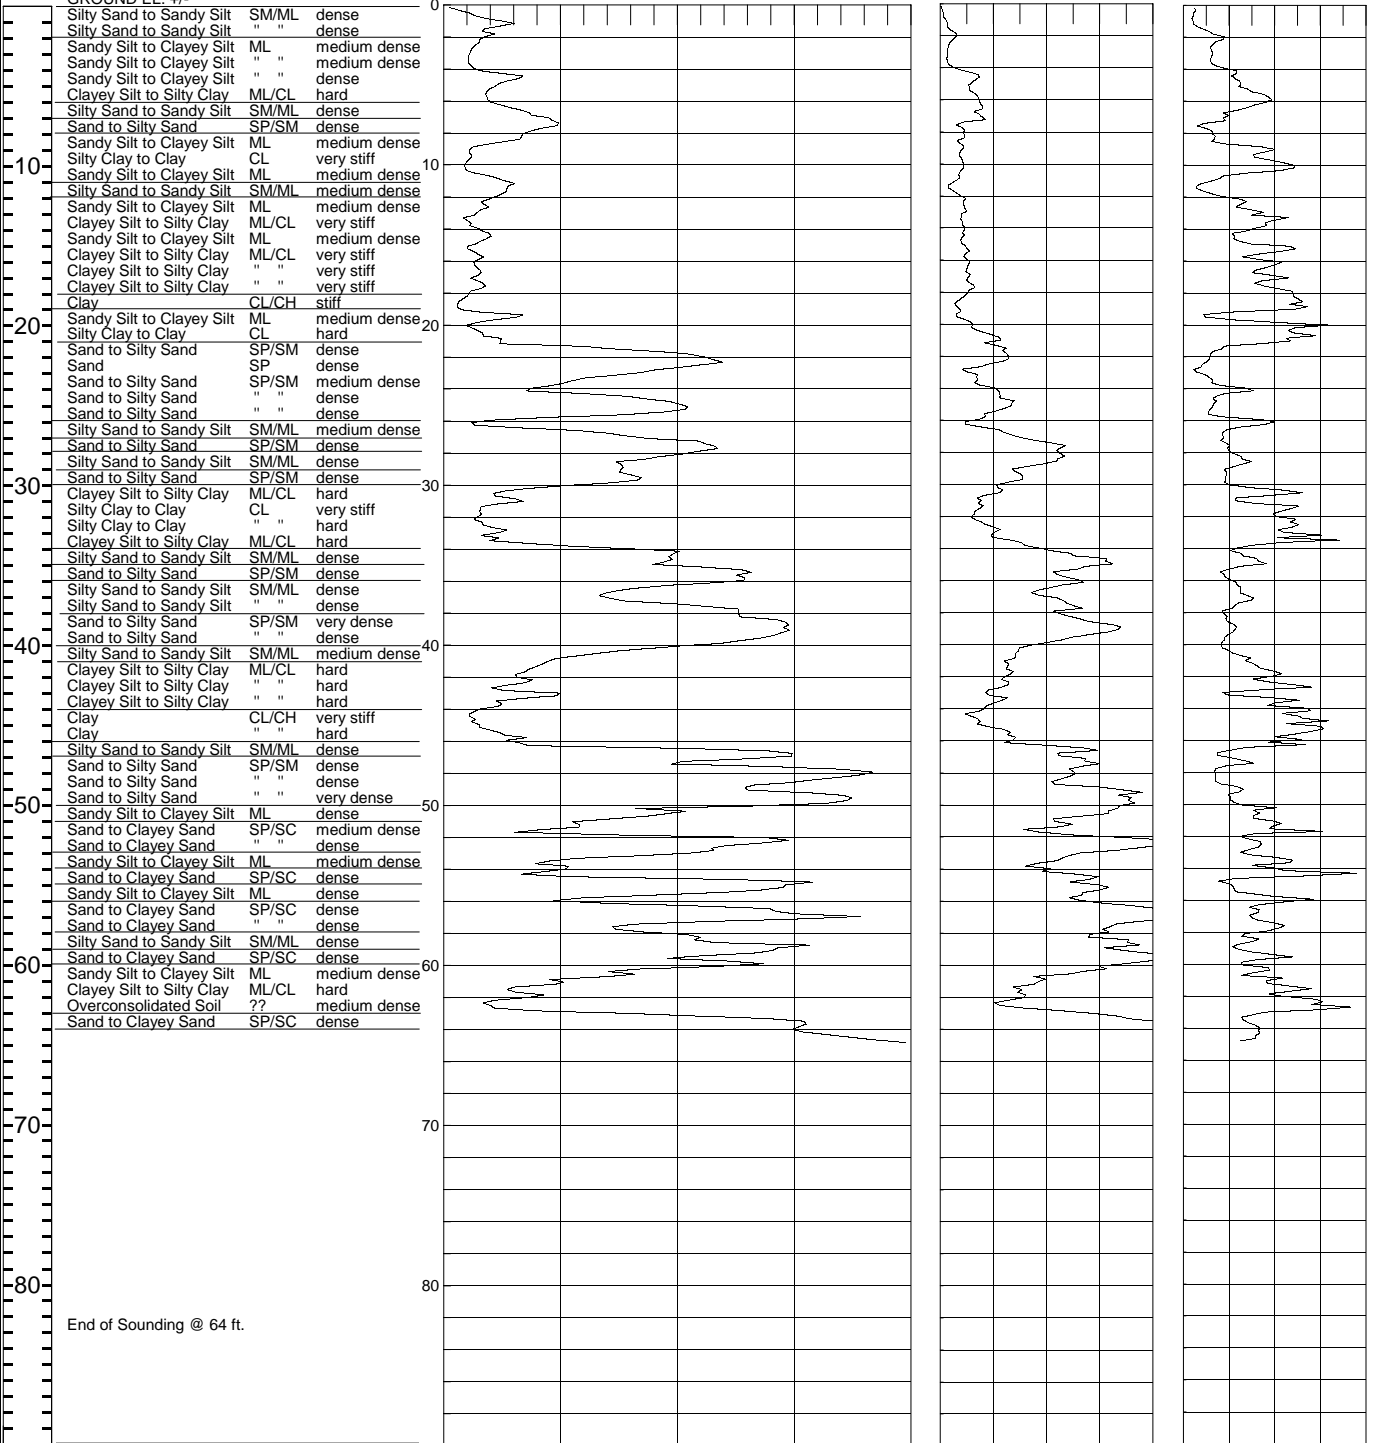 GROUND EL. +/-
0
Silty Sand to Sandy Silt SM/ML dense
Silty Sand to Sandy Silt " " dense
Sandy Silt to Clayey Silt ML medium dense
Sandy Silt to Clayey Silt " " medium dense
Sandy Silt to Clayey Silt " " dense
Clayey Silt to Silty Clay ML/CL hard
Silty Sand to Sandy Silt SM/ML dense
Sand to Silty Sand SP/SM dense
Sandy Silt to Clayey Silt ML medium dense
10 Silty Clay to Clay CL very stiff 10
Sandy Silt to Clayey Silt ML medium dense
Silty Sand to Sandy Silt SM/ML medium dense
Sandy Silt to Clayey Silt ML medium dense
Clayey Silt to Silty Clay ML/CL very stiff
Sandy Silt to Clayey Silt ML medium dense
Clayey Silt to Silty Clay ML/CL very stiff
Clayey Silt to Silty Clay " " very stiff
Clayey Silt to Silty Clay " " very stiff
Clay CL/CH stiff
Sandy Silt to Clayey Silt ML medium dense
20 Silty Clay to Clay CL hard 20
Sand to Silty Sand SP/SM dense
Sand SP dense
Sand to Silty Sand SP/SM medium dense
Sand to Silty Sand " " dense
Sand to Silty Sand " " dense
Silty Sand to Sandy Silt SM/ML medium dense
Sand to Silty Sand SP/SM dense
Silty Sand to Sandy Silt SM/ML dense
Sand to Silty Sand SP/SM dense
30 Clayey Silt to Silty Clay ML/CL hard 30
Silty Clay to Clay CL very stiff
Silty Clay to Clay " " hard
Clayey Silt to Silty Clay ML/CL hard
Silty Sand to Sandy Silt SM/ML dense
Sand to Silty Sand SP/SM dense
Silty Sand to Sandy Silt SM/ML dense
Silty Sand to Sandy Silt " " dense
Sand to Silty Sand SP/SM very dense
Sand to Silty Sand " " dense
40 Silty Sand to Sandy Silt SM/ML medium dense 40
Clayey Silt to Silty Clay ML/CL hard
Clayey Silt to Silty Clay " " hard
Clayey Silt to Silty Clay " " hard
Clay CL/CH very stiff
Clay " " hard
Silty Sand to Sandy Silt SM/ML dense
Sand to Silty Sand SP/SM dense
Sand to Silty Sand " " dense
Sand to Silty Sand " " very dense
50 Sandy Silt to Clayey Silt ML dense 50
Sand to Clayey Sand SP/SC medium dense
Sand to Clayey Sand " " dense
Sandy Silt to Clayey Silt ML medium dense
Sand to Clayey Sand SP/SC dense
Sandy Silt to Clayey Silt ML dense
Sand to Clayey Sand SP/SC dense
Sand to Clayey Sand " " dense
Silty Sand to Sandy Silt SM/ML dense
Sand to Clayey Sand SP/SC dense
60 Sandy Silt to Clayey Silt ML medium dense 60
Clayey Silt to Silty Clay ML/CL hard
Overconsolidated Soil ?? medium dense
Sand to Clayey Sand SP/SC dense
70 70
80 80
End of Sounding @ 64 ft.